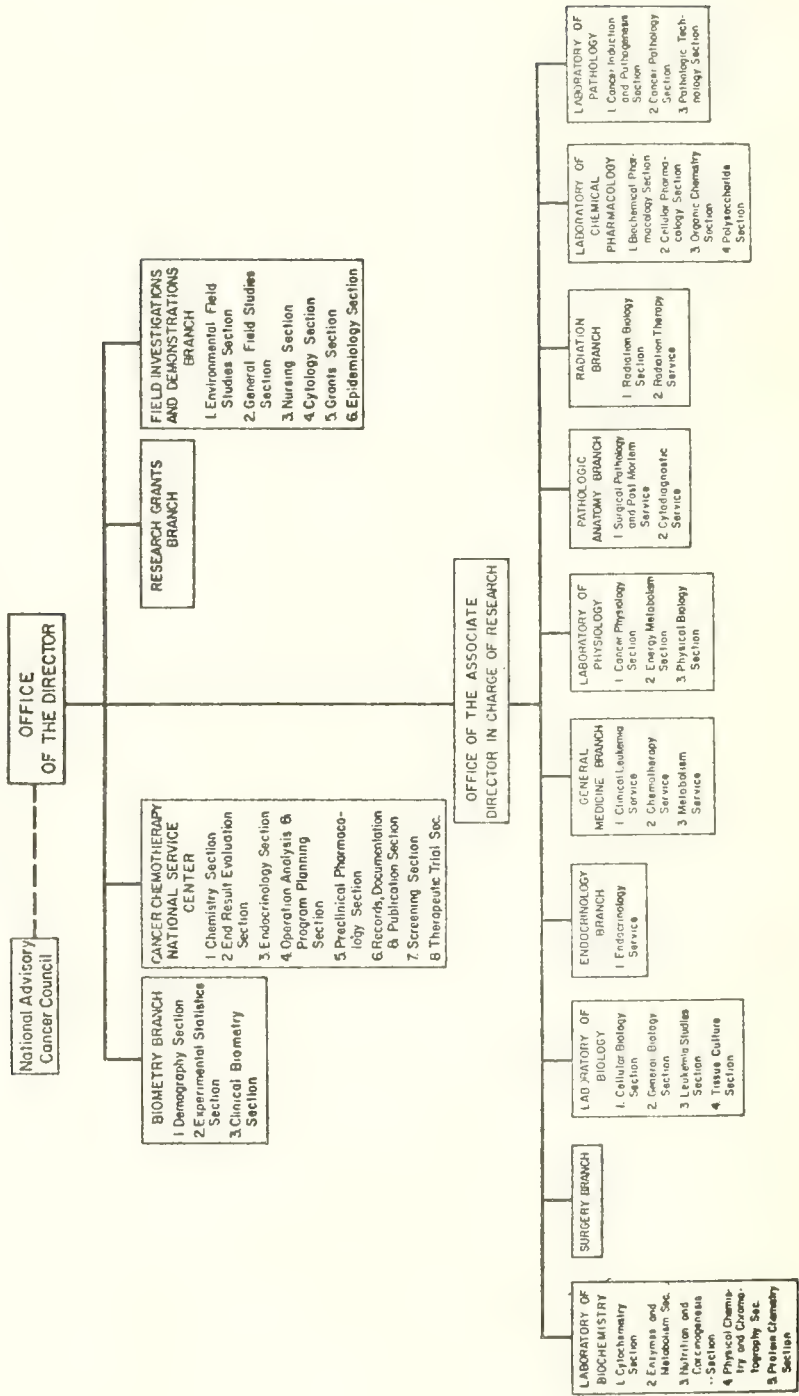 National Advisory
Cancer Council
OFFICE
OF THE DIRECTOR
BIOMETRY BRANCH
1 Demography Section
2. Experimental Statistics
Section
3. Clinical Biometry
Section
CANCER CHEMOTHERAPY
NATIONAL SERVICE
CENTER
1 Chemistry Section
2 End Result Evaluation
Section
3. Endocrinology Section
4. Operation Analysis &
Program Planning
Section
5. Preclinical Pharmaco-
logy Section
6. Records, Documentation
& Publication Section
7. Screening Section
8 Therapeutic Trial Sec.
RESEARCH GRANTS
BRANCH
FIELD INVESTIGATIONS
AND DEMONSTRATIONS
BRANCH
1. Environmental Field
Studies Section
2. General Field Studies
Section
3. Nursing Section
4. Cytology Section
5. Grants Section
6. Epidemiology Section
OFFICE OF THE ASSOCIATE
DIRECTOR IN CHARGE OF RESEARCH
LABORATORY OF
BIOCHEMISTRY
1. Cytochemistry
Section
2 Enzymes and
Metabolism Sec.
3. Nutrition and
Carcinogenesis
Section
4 Physical Chemis-
try and Chroma-
tography Sec.
5. Protein Chemistry
Section
SURGERY BRANCH
LABORATORY OF
BIOLOGY
1. Cellular Biology
Section
2. General Biology
Section
3 Leukemia Studies
Section
4. Tissue Culture
Section
ENDOCRINOLOGY
BRANCH
1 Endocrinology
Service
GENERAL
MEDICINE BRANCH
1 Clinical Leukemia
Service
2 Chemotherapy
Service
3 Metabolism
Service
LABORATORY OF
PHYSIOLOGY
1 Cancer Physiology
Section
2 Energy Metabolism
Section
3 Physical Biology
Section
PATHOLOGIC
ANATOMY BRANCH
1 Surgical Pathology
and Post Mortem
Service
2 Cytodiagnostic
Service
RADIATION
BRANCH
1 Radiation Biology
Section
2 Radiation Therapy
Service
LABORATORY OF
CHEMICAL
PHARMACOLOGY
1 Biochemical Phar-
macology Section
2 Cellular Pharma-
cology Section
3 Organic Chemistry
Section
4 Polysaccharide
Section
LABORATORY OF
PATHOLOGY
1 Cancer Induction
and Pathogenesis
Section
2 Cancer Pathology
Section
3 Pathologic Tech-
nology Section